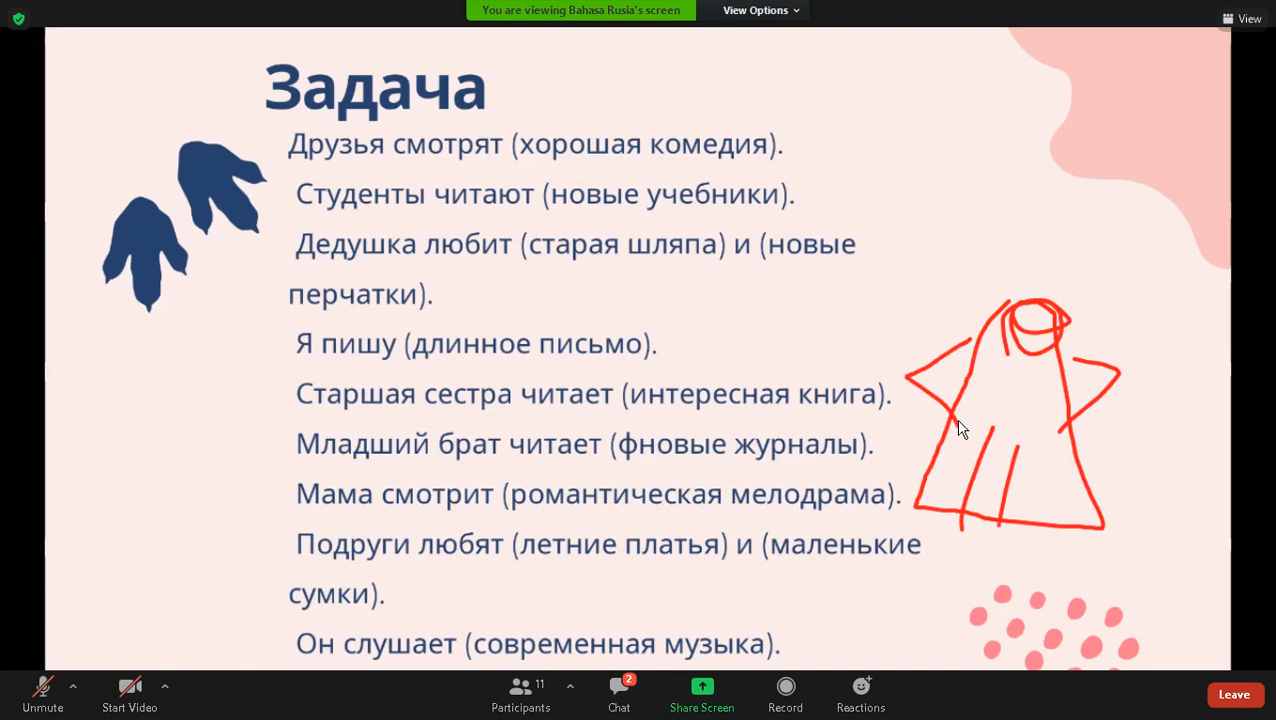 You are viewing Bahasa Rusia's screen
View Options
View
Задача
Друзья смотрят (хорошая комедия).
Студенты читают (новые учебники).
Дедушка любит (старая шляпа) и (новые
перчатки).
Я пишу (длинное письмо).
Старшая сестра читает (интересная книга).
Младший брат читает (фновые журналы).
Мама смотрит (романтическая мелодрама).
Подруги любят (летние платья) и (маленькие
сумки).
Он слушает (современная музыка).
Unmute
Start Video
11
Participants
2
Chat
Share Screen
Record
Reactions
Leave